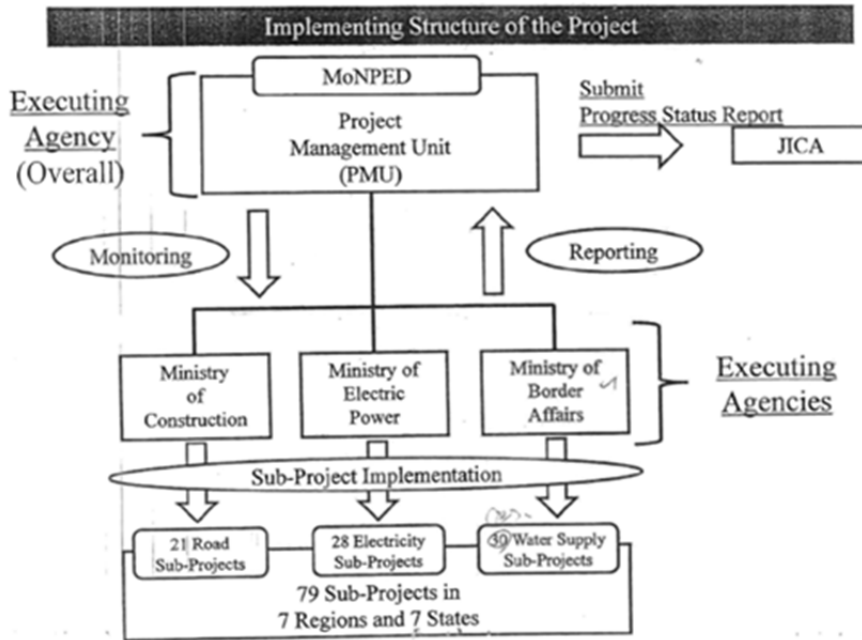 Implementing Structure of the Project
MoNPED
Executing
Agency
(Overall)
Project
Management Unit
(PMU)
Submit
Progress Status Report
JICA
Monitoring
Reporting
Ministry
of
Construction
Ministry of
Electric
Power
Ministry of
Border
Affairs
Executing
Agencies
Sub-Project Implementation
21 Road
Sub-Projects
28 Electricity
Sub-Projects
30 Water Supply
Sub-Projects
79 Sub-Projects in
7 Regions and 7 States